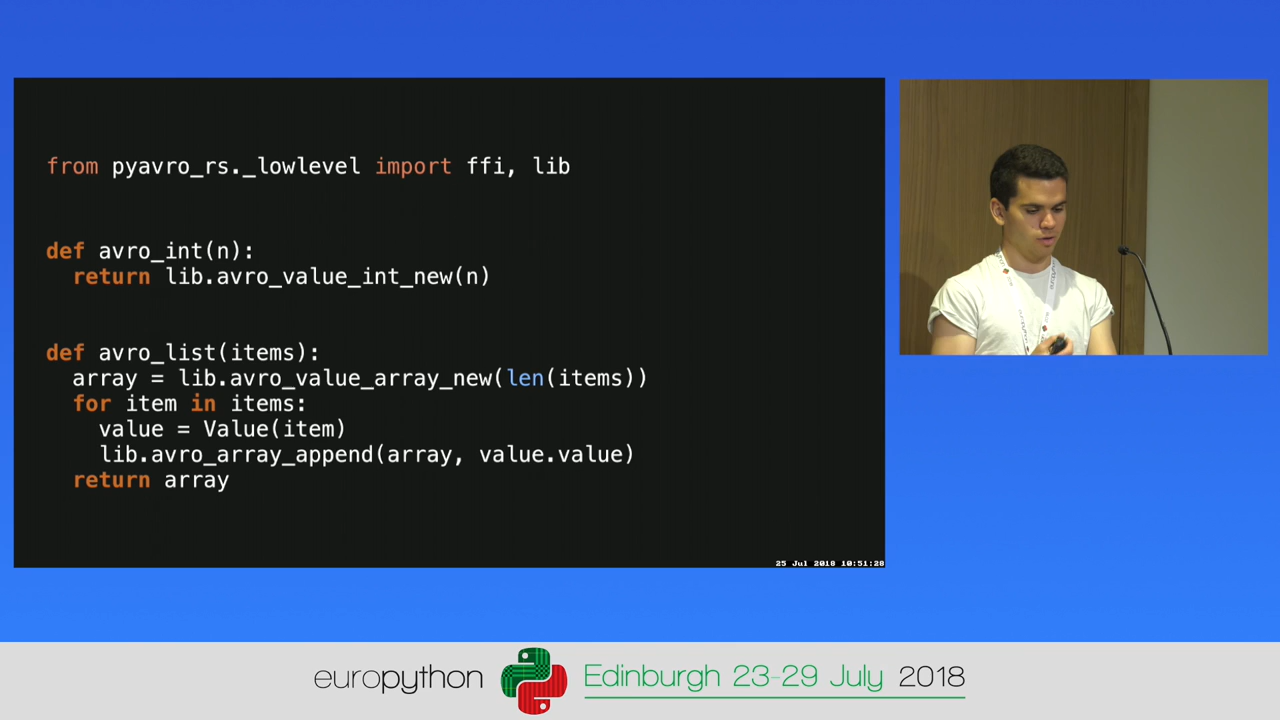 from pyavro_rs._lowlevel import ffi, lib
def avro_int(n):
return lib.avro_value_int_new(n)
def avro_list(items):
array = lib.avro_value_array_new(len(items))
for item in items:
value = Value(item)
lib.avro_array_append(array, value.value)
return array
25 Jul 2018 10:51:28
europython
Edinburgh 23-29 July 2018